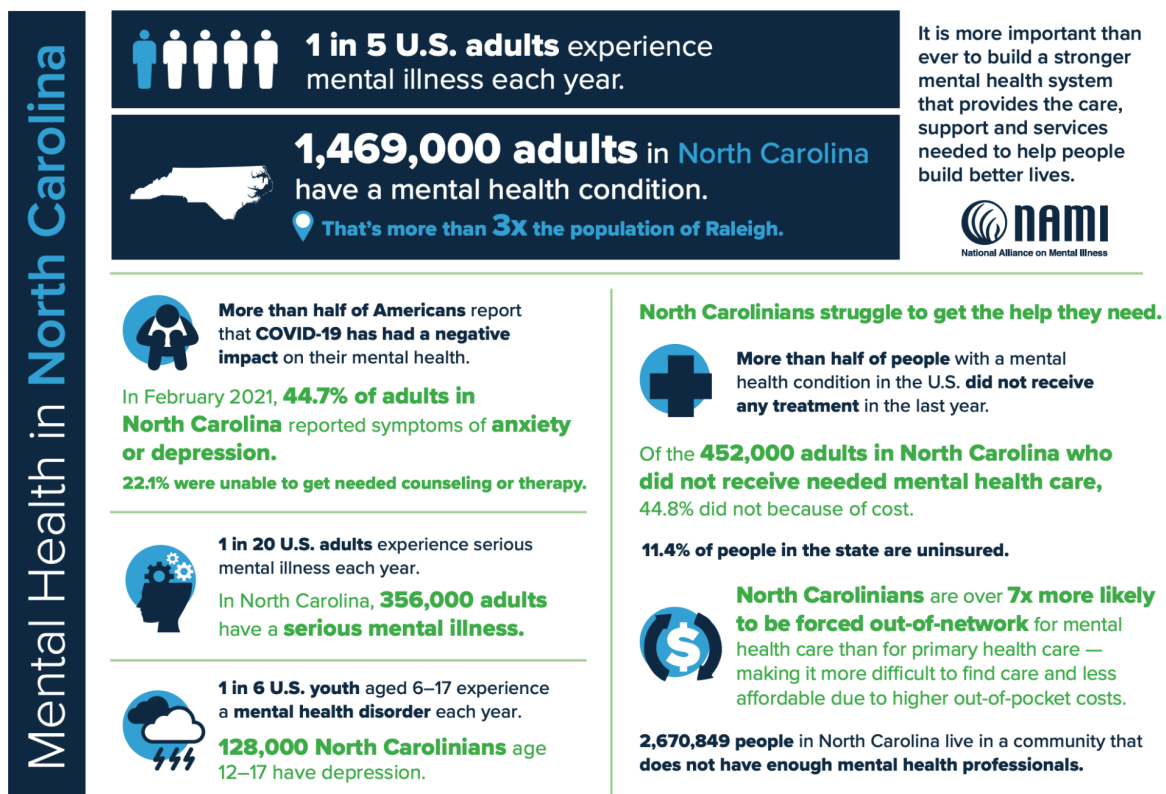 Mental Health in North Carolina
1 in 5 U.S. adults experience
mental illness each year.
1,469,000 adults in North Carolina
have a mental health condition.
That's more than 3x the population of Raleigh.
It is more important than
ever to build a stronger
mental health system
that provides the care,
support and services
needed to help people
build better lives.
NAMI
National Alliance on Mental Illness
More than half of Americans report
that COVID-19 has had a negative
impact on their mental health.
In February 2021, 44.7% of adults in
North Carolina reported symptoms of anxiety
or depression.
22.1% were unable to get needed counseling or therapy.
1 in 20 U.S. adults experience serious
mental illness each year.
In North Carolina, 356,000 adults
have a serious mental illness.
1 in 6 U.S. youth aged 6–17 experience
a mental health disorder each year.
128,000 North Carolinians age
12–17 have depression.
North Carolinians struggle to get the help they need.
More than half of people with a mental
health condition in the U.S. did not receive
any treatment in the last year.
Of the 452,000 adults in North Carolina who
did not receive needed mental health care,
44.8% did not because of cost.
11.4% of people in the state are uninsured.
$
North Carolinians are over 7x more likely
to be forced out-of-network for mental
health care than for primary health care —
making it more difficult to find care and less
affordable due to higher out-of-pocket costs.
2,670,849 people in North Carolina live in a community that
does not have enough mental health professionals.